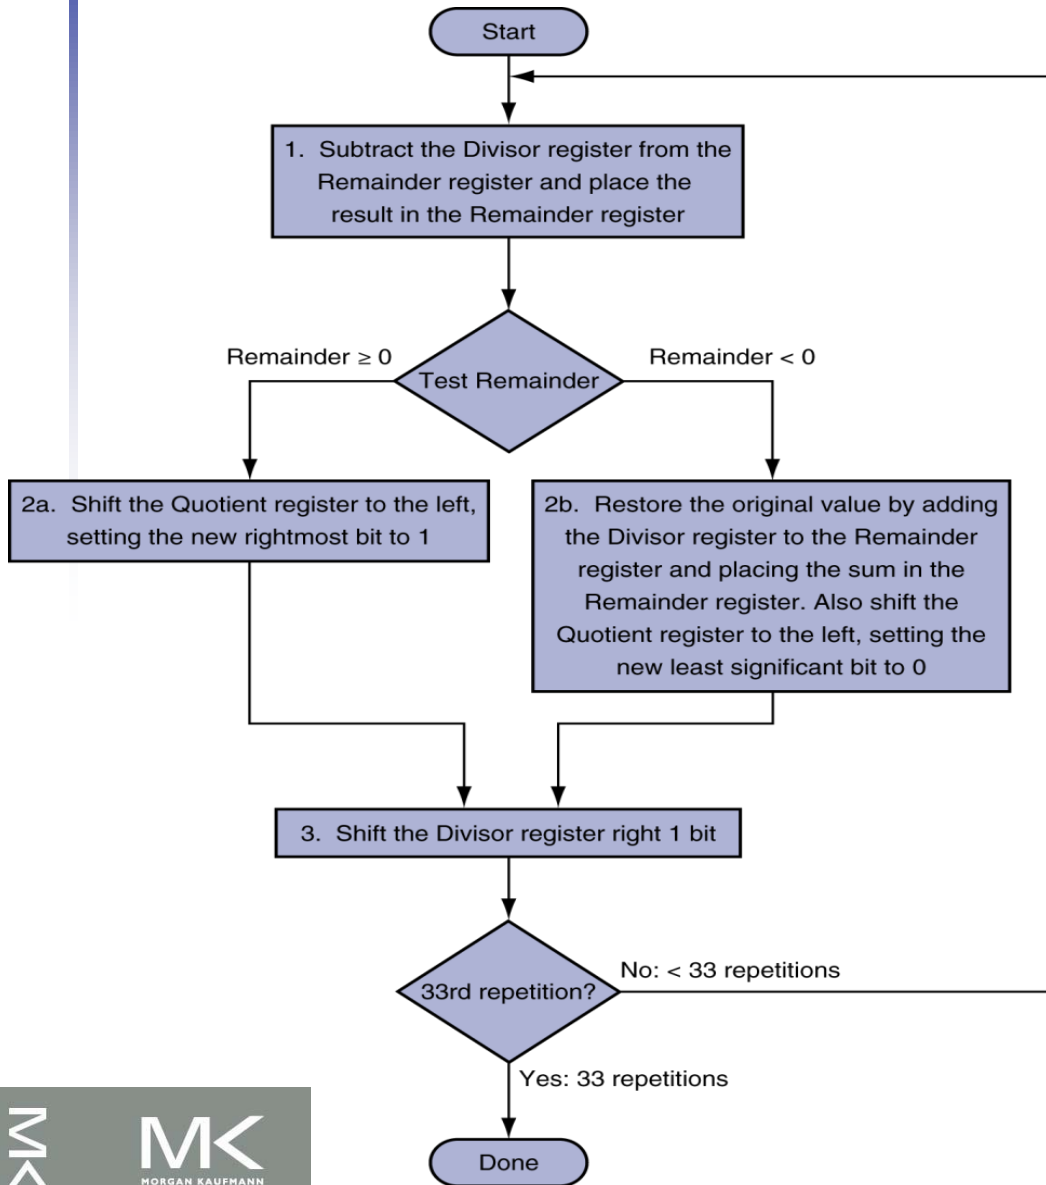 Start
1. Subtract the Divisor register from the
Remainder register and place the
result in the Remainder register
Remainder ≥ 0
Remainder < 0
Test Remainder
2a. Shift the Quotient register to the left,
setting the new rightmost bit to 1
2b. Restore the original value by adding
the Divisor register to the Remainder
register and placing the sum in the
Remainder register. Also shift the
Quotient register to the left, setting the
new least significant bit to 0
3. Shift the Divisor register right 1 bit
No: < 33 repetitions
33rd repetition?
Yes: 33 repetitions
Done
MK
MK
MORGAN KAUFMANN